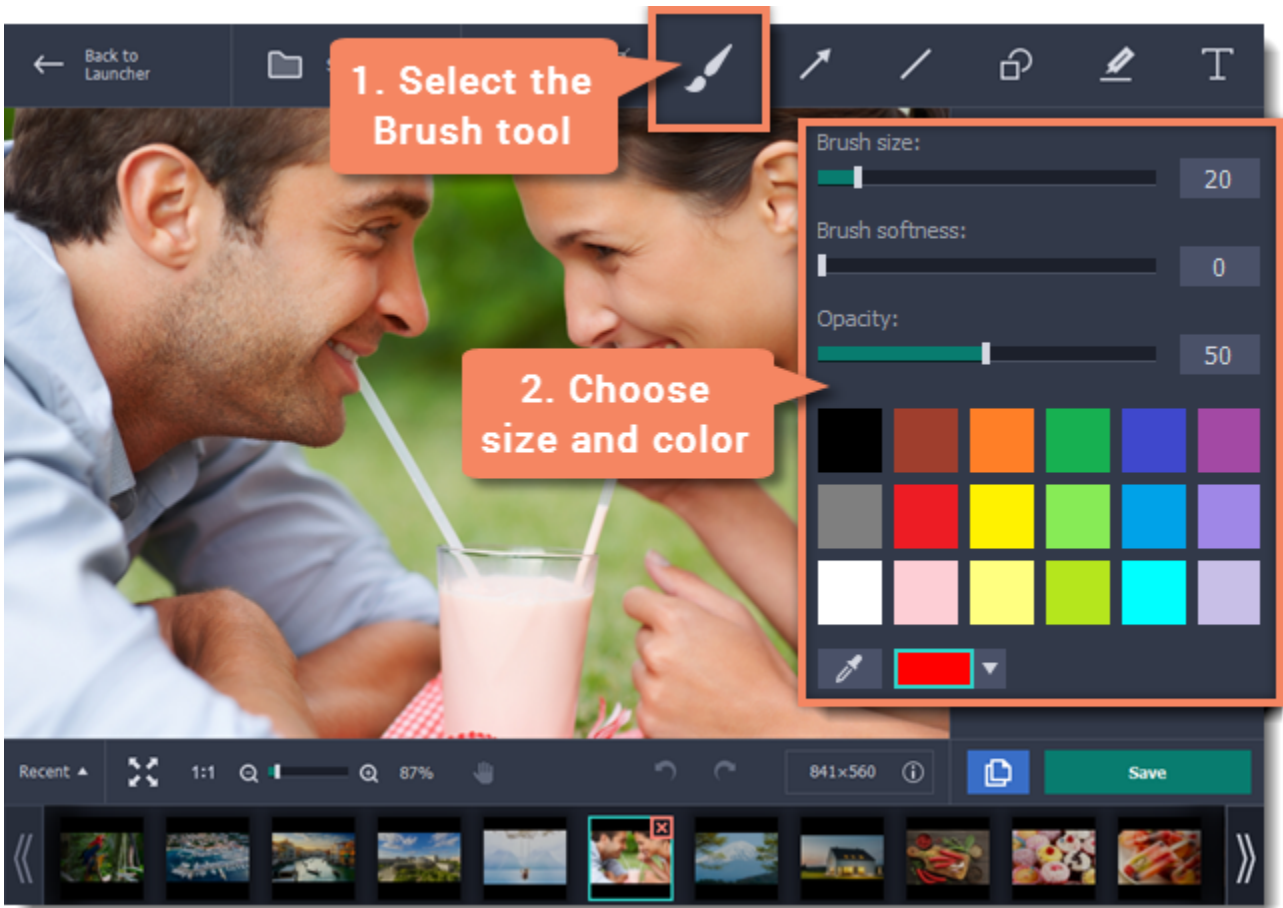 Back to
Launcher
1. Select the
Brush tool
T
Brush size:
20
Brush softness:
0
Opacity:
50
2. Choose
size and color
Recent
1:1
87%
841×560
Save